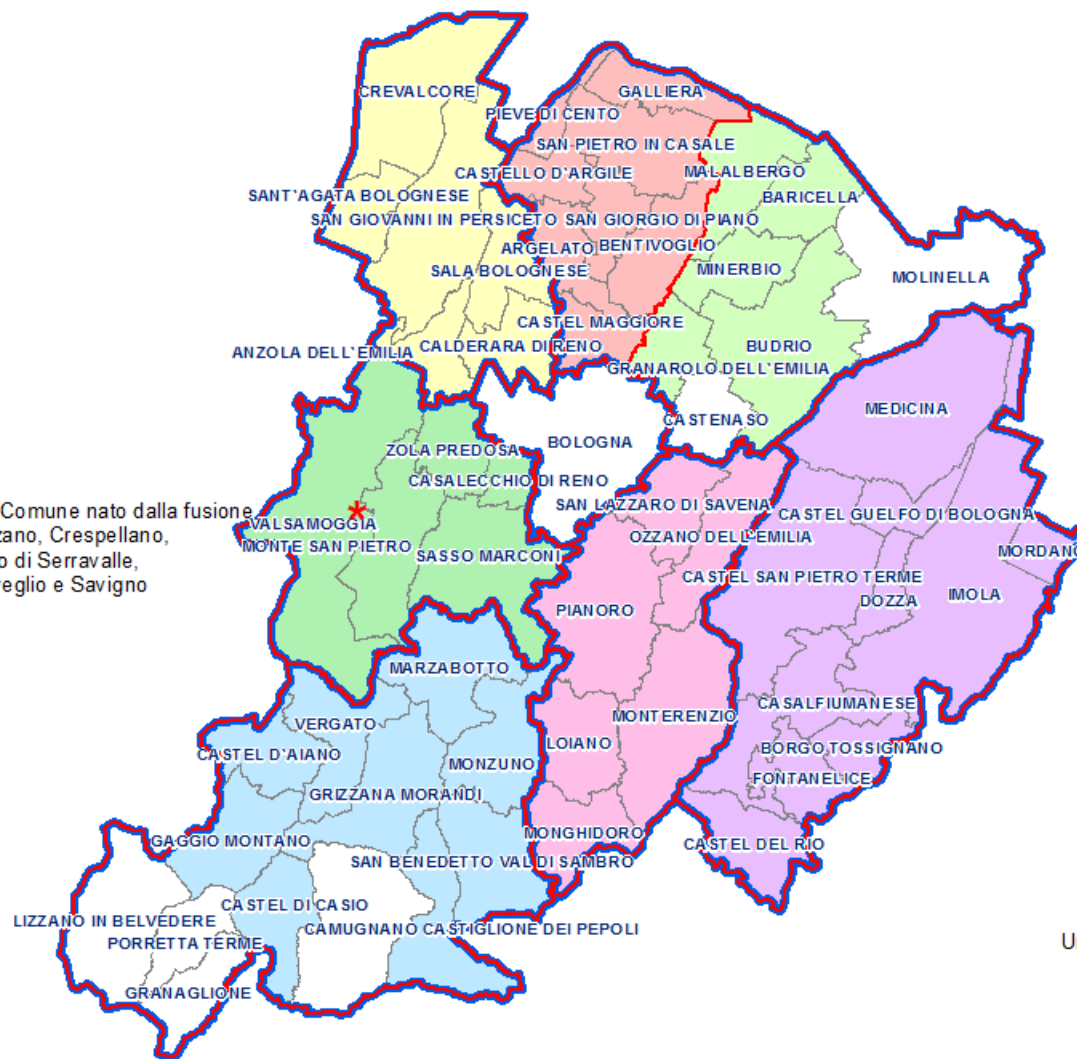 CREVALCORE
GALLIERA
PIEVE DI CENTO
SAN PIETRO IN CASALE
CASTELLO D'ARGILE
MALALBERGO
SANT'AGATA BOLOGNESE
BARICELLA
SAN GIOVANNI IN PERSICETO
SAN GIORGIO DI PIANO
ARGELATO
BENTIVOGLIO
SALA BOLOGNESE
MINERBIO
MOLINELLA
CASTEL MAGGIORE
ANZOLA DELL'EMILIA
CALDERARA DI RENO
BUDRIO
GRANAROLO DELL'EMILIA
MEDICINA
CASTENASO
BOLOGNA
ZOLA PREDOSA
CASALECCHIO DI RENO
SAN LAZZARO DI SAVENA
Comune nato dalla fusione
zano, Crespellano,
o di Serravalle,
reglio e Savigno
*
VALSAMOGGIA
CASTEL GUELFO DI BOLOGNA
OZZANO DELL'EMILIA
MONTE SAN PIETRO
SASSO MARCONI
MORDANO
CASTEL SAN PIETRO TERME
DOZZA
IMOLA
PIANORO
MARZABOTTO
CASALFIUMANESE
VERGATO
MONTERENZIO
CASTEL D'AIANO
MONZUNO
LOIANO
BORGO TOSSIGNANO
FONTANELICE
GRIZZANA MORANDI
GAGGIO MONTANO
MONGHIDORO
CASTEL DEL RIO
SAN BENEDETTO VAL DI SAMBRO
CASTEL DI CASIO
LIZZANO IN BELVEDERE
CAMUGNANO
CASTIGLIONE DEI PEPOLI
PORRETTA TERME
U
GRANAGLIONE